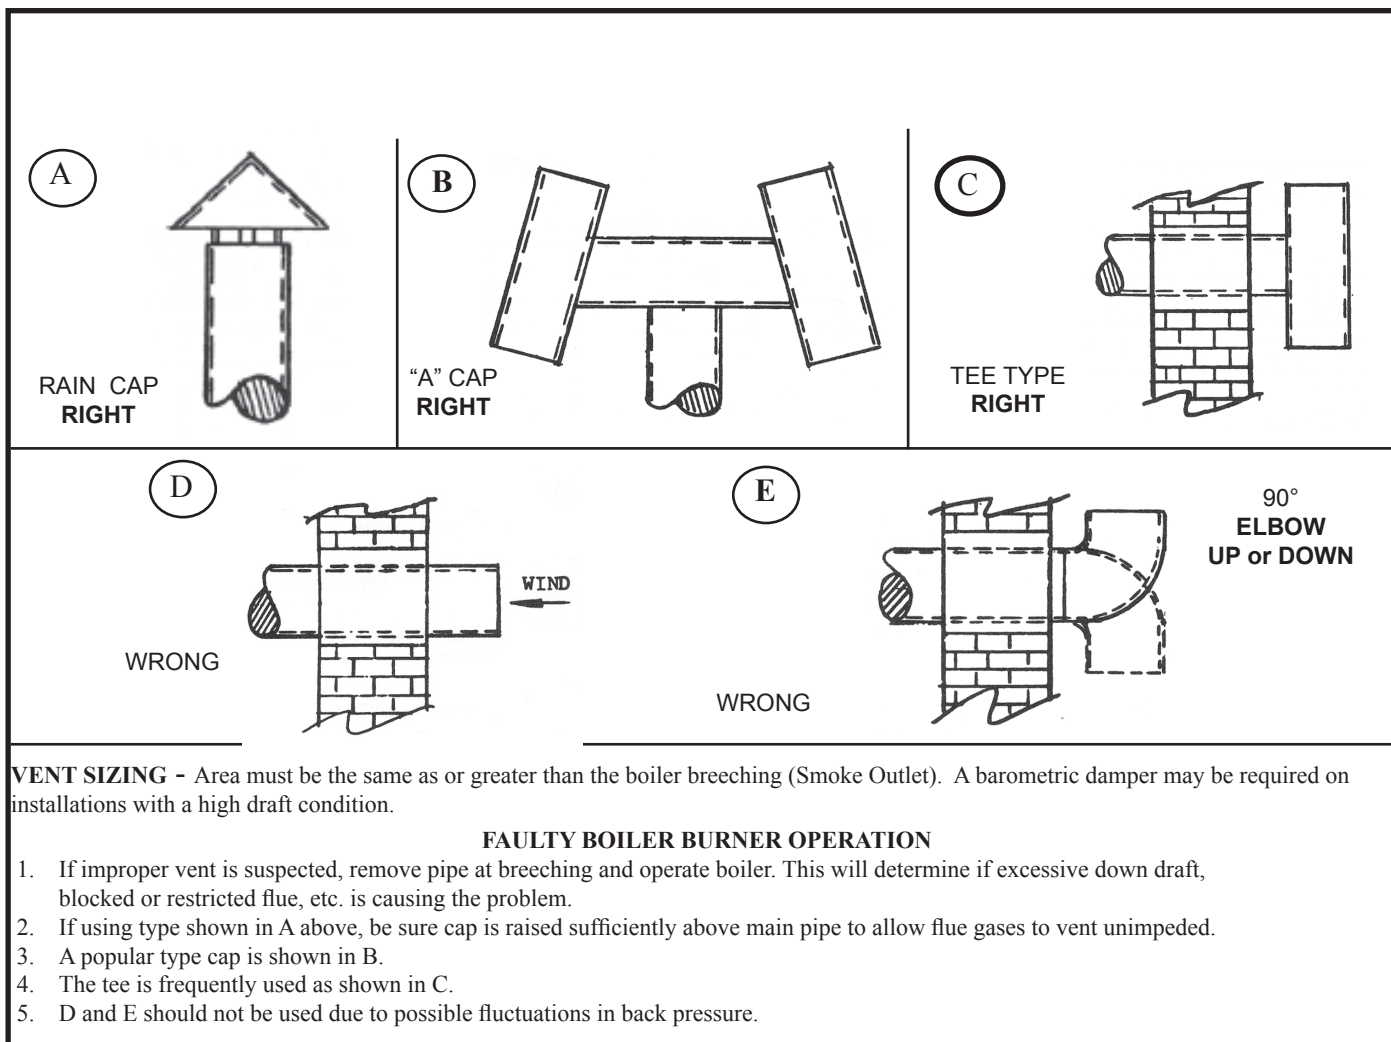 A
RAIN CAP
RIGHT
B
“A” CAP
RIGHT
C
TEE TYPE
RIGHT
D
WIND
WRONG
E
90°
ELBOW
UP or DOWN
WRONG
VENT SIZING - Area must be the same as or greater than the boiler breeching (Smoke Outlet). A barometric damper may be required on
installations with a high draft condition.
FAULTY BOILER BURNER OPERATION
1. If improper vent is suspected, remove pipe at breeching and operate boiler. This will determine if excessive down draft,
blocked or restricted flue, etc. is causing the problem.
2. If using type shown in A above, be sure cap is raised sufficiently above main pipe to allow flue gases to vent unimpeded.
3. A popular type cap is shown in B.
4. The tee is frequently used as shown in C.
5. D and E should not be used due to possible fluctuations in back pressure.